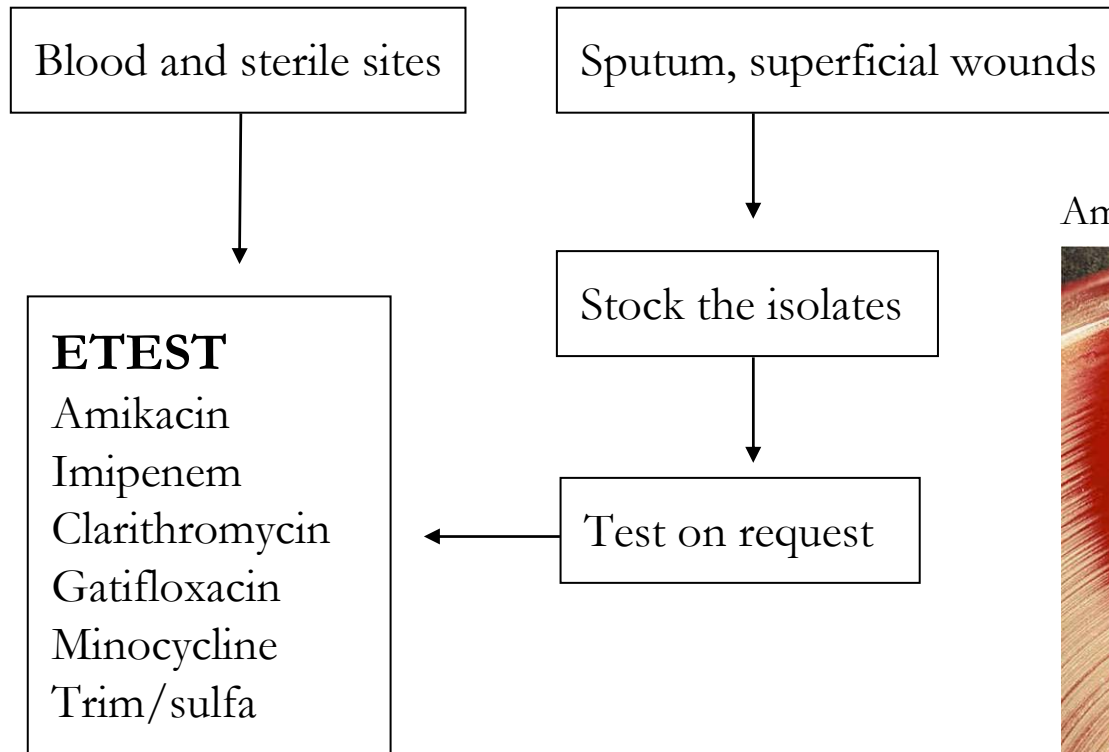 Blood and sterile sites
Sputum, superficial wounds
Am
Stock the isolates
ETEST
Amikacin
Imipenem
Clarithromycin
Gatifloxacin
Minocycline
Trim/sulfa
Test on request